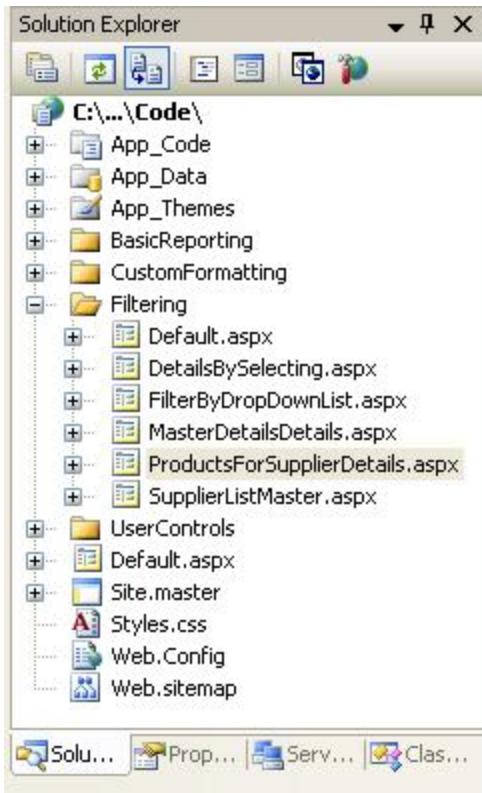 Solution Explorer
C:\...\Code\
App_Code
App_Data
App_Themes
BasicReporting
CustomFormatting
Filtering
Default.aspx
DetailsBySelecting.aspx
FilterByDropDownList.aspx
MasterDetailsDetails.aspx
ProductsForSupplierDetails.aspx
SupplierListMaster.aspx
UserControls
Default.aspx
Site.master
Styles.css
Web.Config
Web.sitemap
Solu... Prop... Serv... Clas...